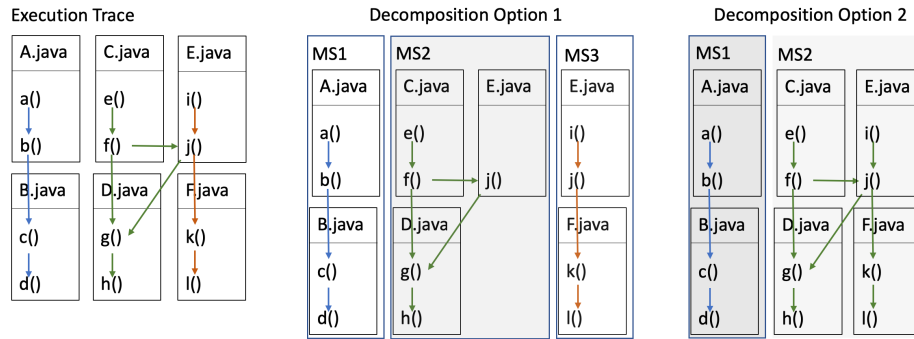 Execution Trace
A.java
C.java
E.java
a()
e()
i()
b()
f()
j()
B.java
D.java
F.java
c()
g()
k()
d()
h()
l()
Decomposition Option 1
MS1
MS2
MS3
A.java
C.java
E.java
E.java
a()
e()
i()
b()
f()
j()
j()
B.java
D.java
F.java
c()
g()
k()
d()
h()
l()
Decomposition Option 2
MS1
MS2
A.java
C.java
E.java
a()
e()
i()
b()
f()
j()
B.java
D.java
F.java
c()
g()
k()
d()
h()
l()